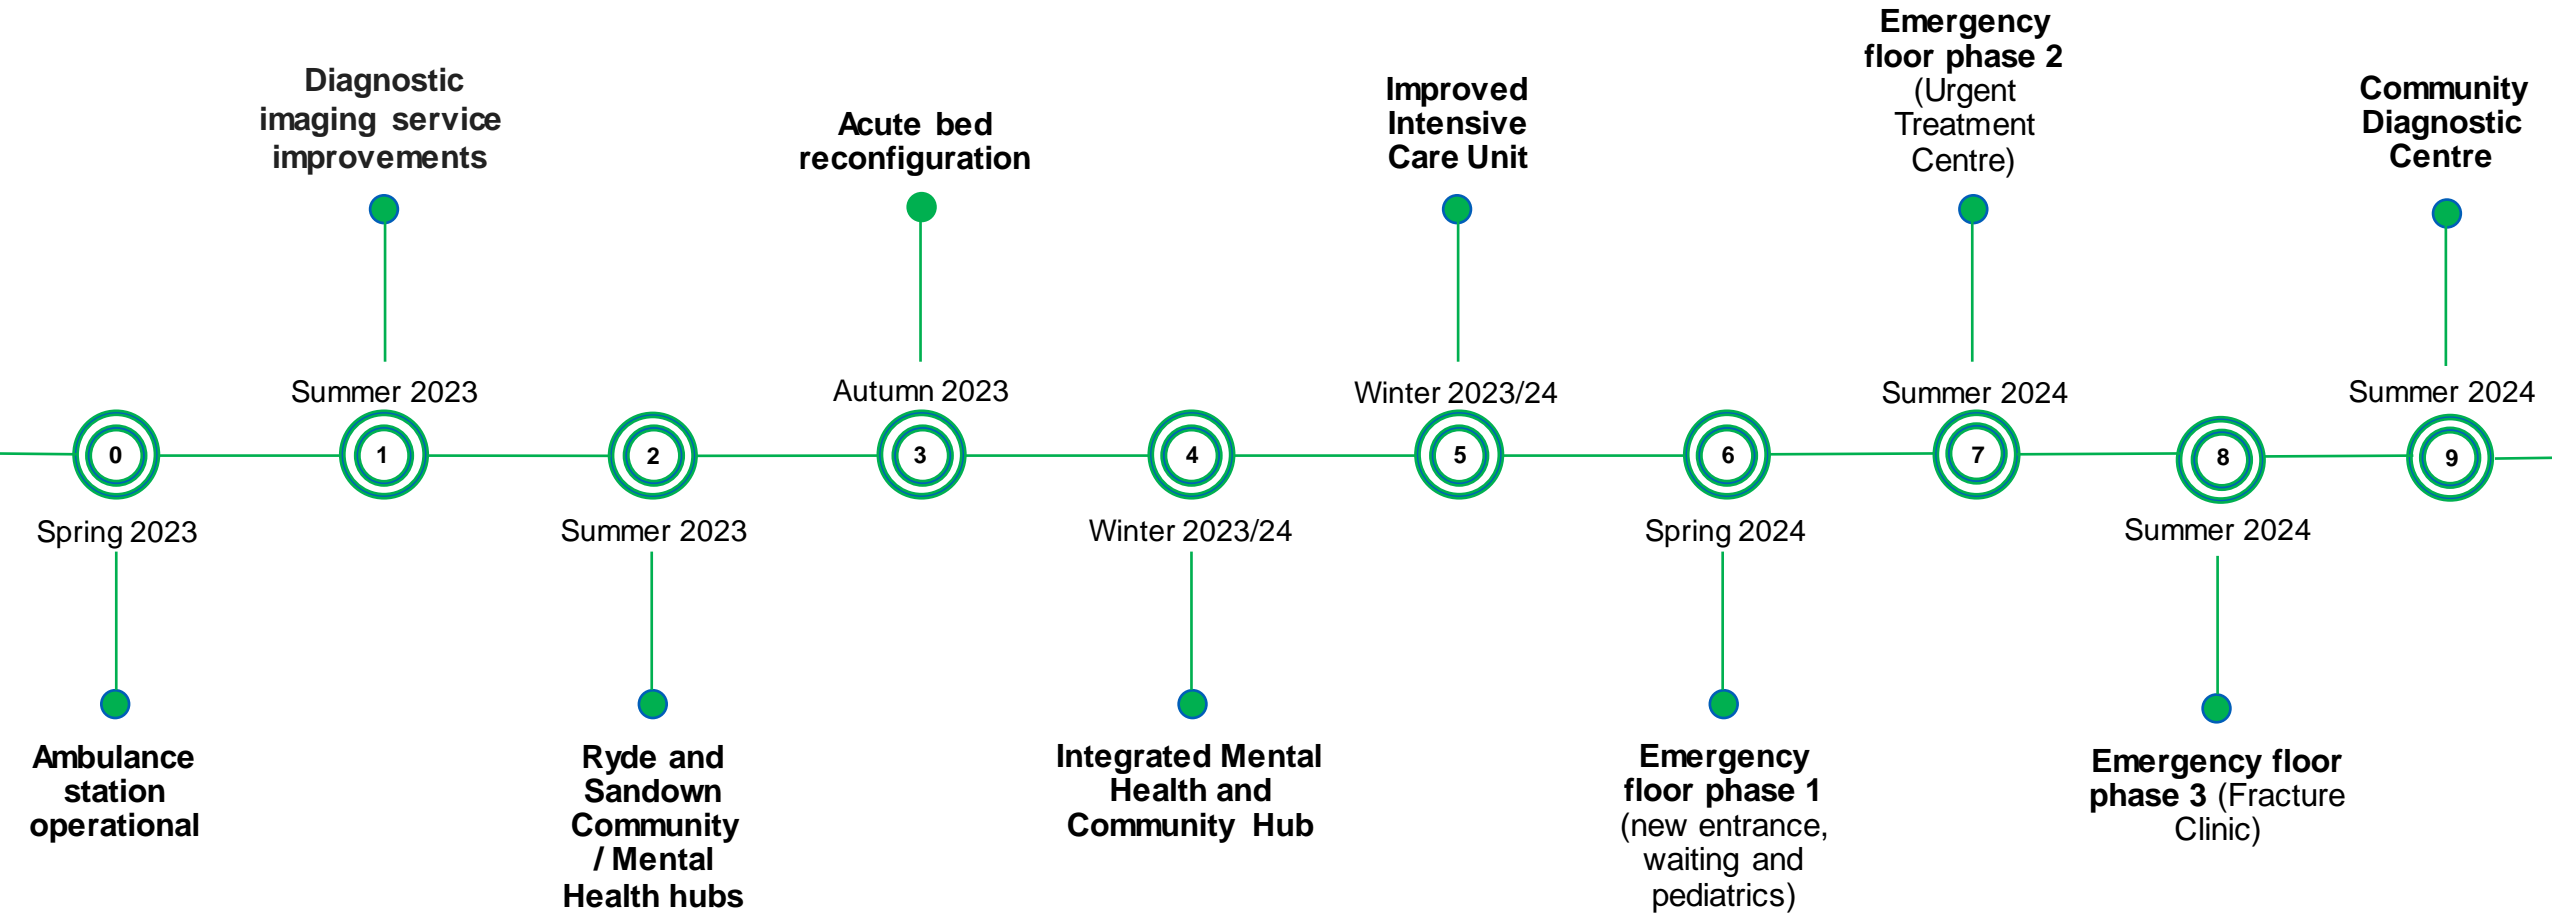 Diagnostic
imaging service
improvements
Acute bed
reconfiguration
Improved
Intensive
Care Unit
Emergency
floor phase 2
(Urgent
Treatment
Centre)
Community
Diagnostic
Centre
Summer 2023
Autumn 2023
Winter 2023/24
Summer 2024
Summer 2024
0
1
2
3
4
5
6
7
8
9
Spring 2023
Summer 2023
Winter 2023/24
Spring 2024
Summer 2024
Ambulance
station
operational
Ryde and
Sandown
Community
/ Mental
Health hubs
Integrated Mental
Health and
Community Hub
Emergency
floor phase 1
(new entrance,
waiting and
pediatrics)
Emergency floor
phase 3 (Fracture
Clinic)